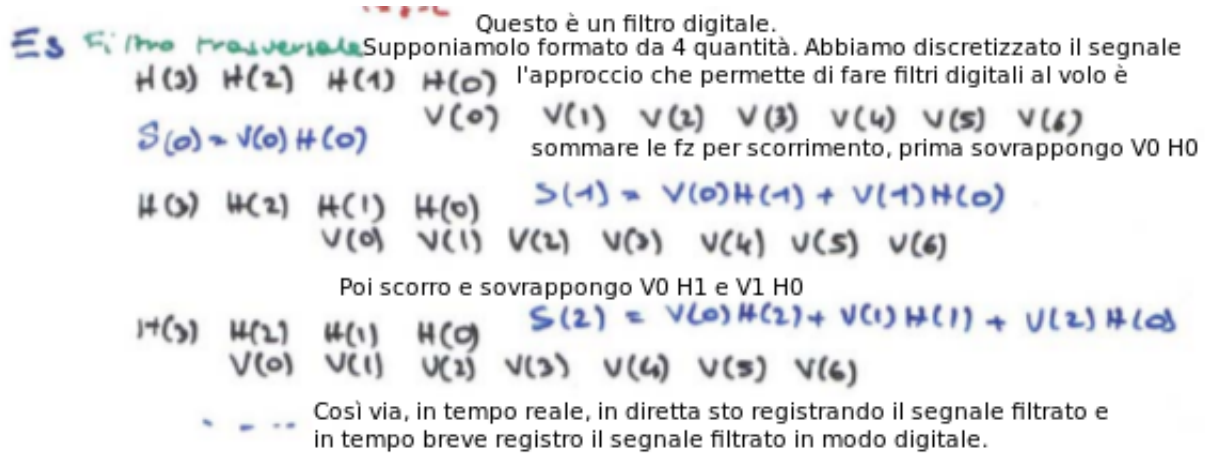 Questo è un filtro digitale.
Es Filtro trasversale Supponiamolo formato da 4 quantità. Abbiamo discretizzato il segnale
H(3) H(2) H(1) H(0) l'approccio che permette di fare filtri digitali al volo è
V(0) V(1) V(2) V(3) V(4) V(5) V(6)
S(0) = V(0) H(0)
sommare le fz per scorrimento, prima sovrappongo V0 H0
H(3) H(2) H(1) H(0) S(1) = V(0)H(1) + V(1)H(0)
V(0) V(1) V(2) V(3) V(4) V(5) V(6)
Poi scorro e sovrappongo V0 H1 e V1 H0
H(3) H(2) H(1) H(0) S(2) = V(0)H(2) + V(1)H(1) + V(2)H(0)
V(0) V(1) V(2) V(3) V(4) V(5) V(6)
Così via, in tempo reale, in diretta sto registrando il segnale filtrato e
in tempo breve registro il segnale filtrato in modo digitale.